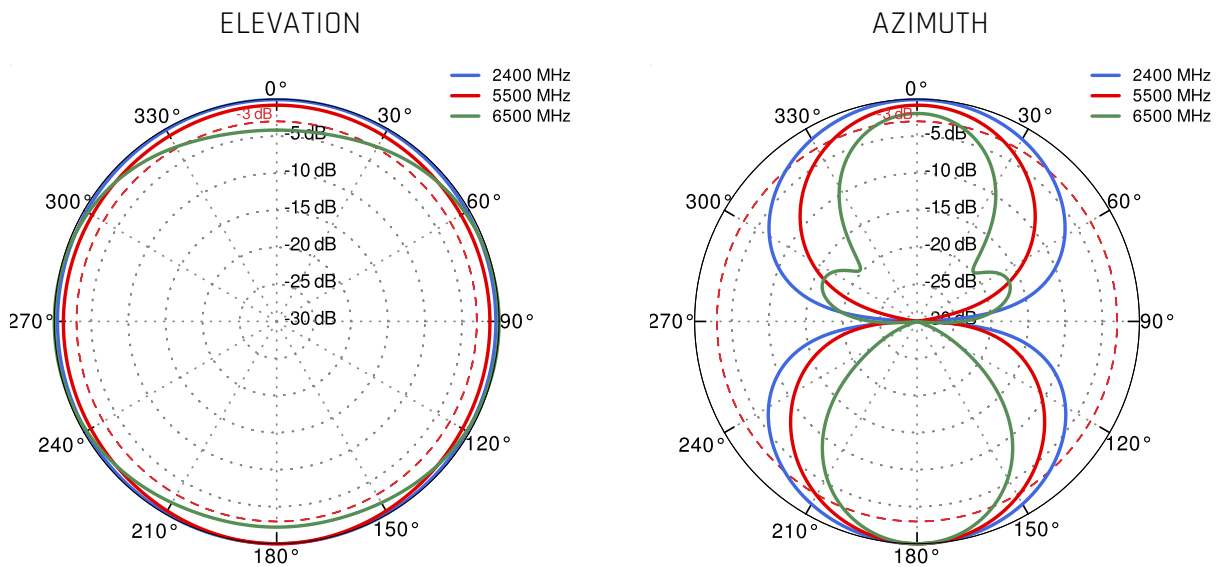 ELEVATION
2400 MHz
5500 MHz
6500 MHz
0°
330°
30°
-3 dB
-5 dB
-10 dB
300°
60°
-15 dB
-20 dB
-25 dB
270°
-30 dB
90°
240°
120°
210°
150°
180°
AZIMUTH
2400 MHz
5500 MHz
6500 MHz
0°
330°
30°
-3 dB
-5 dB
-10 dB
300°
60°
-15 dB
-20 dB
-25 dB
270°
-30 dB
90°
240°
120°
210°
150°
180°